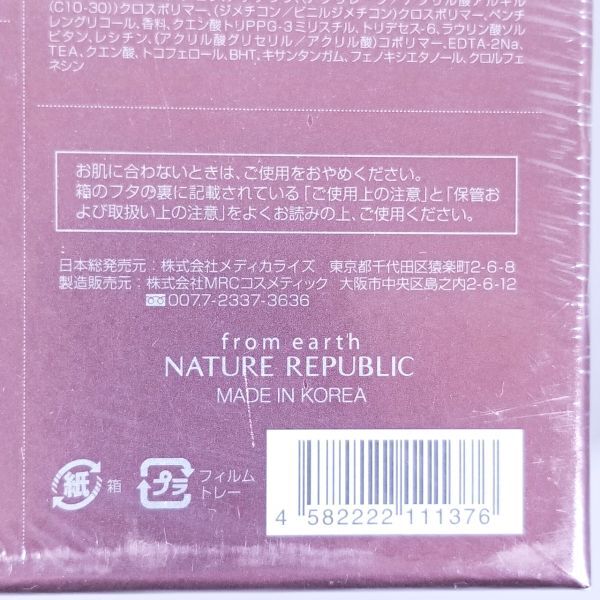 (C10-30))クロスポリマー,(ジメチコン/ビニルジメチコン)クロスポリマー,ペンチ
レングリコール,香料,クエン酸トリPPG-3ミリスチル,トリデセス-6,ラウリン酸ソル
ビタン,レシチン,(アクリル酸グリセリル/アクリル酸)コポリマー,EDTA-2Na,
TEA,クエン酸,トコフェロール,BHT,キサンタンガム,フェノキシエタノール,クロルフェ
ネシン
お肌に合わないときは、ご使用をおやめください。
箱のフタの裏に記載されている「ご使用上の注意」と「保管お
よび取扱い上の注意」をよくお読みの上、ご使用ください。
日本総発売元:株式会社メディカライズ 東京都千代田区猿楽町2-6-8
製造販売元:株式会社MRCコスメティック 大阪市中央区島之内2-6-12
0077-2337-3636
from earth
NATURE REPUBLIC
MADE IN KOREA
紙 箱
プラ フィルム
トレー
4 582222 111376